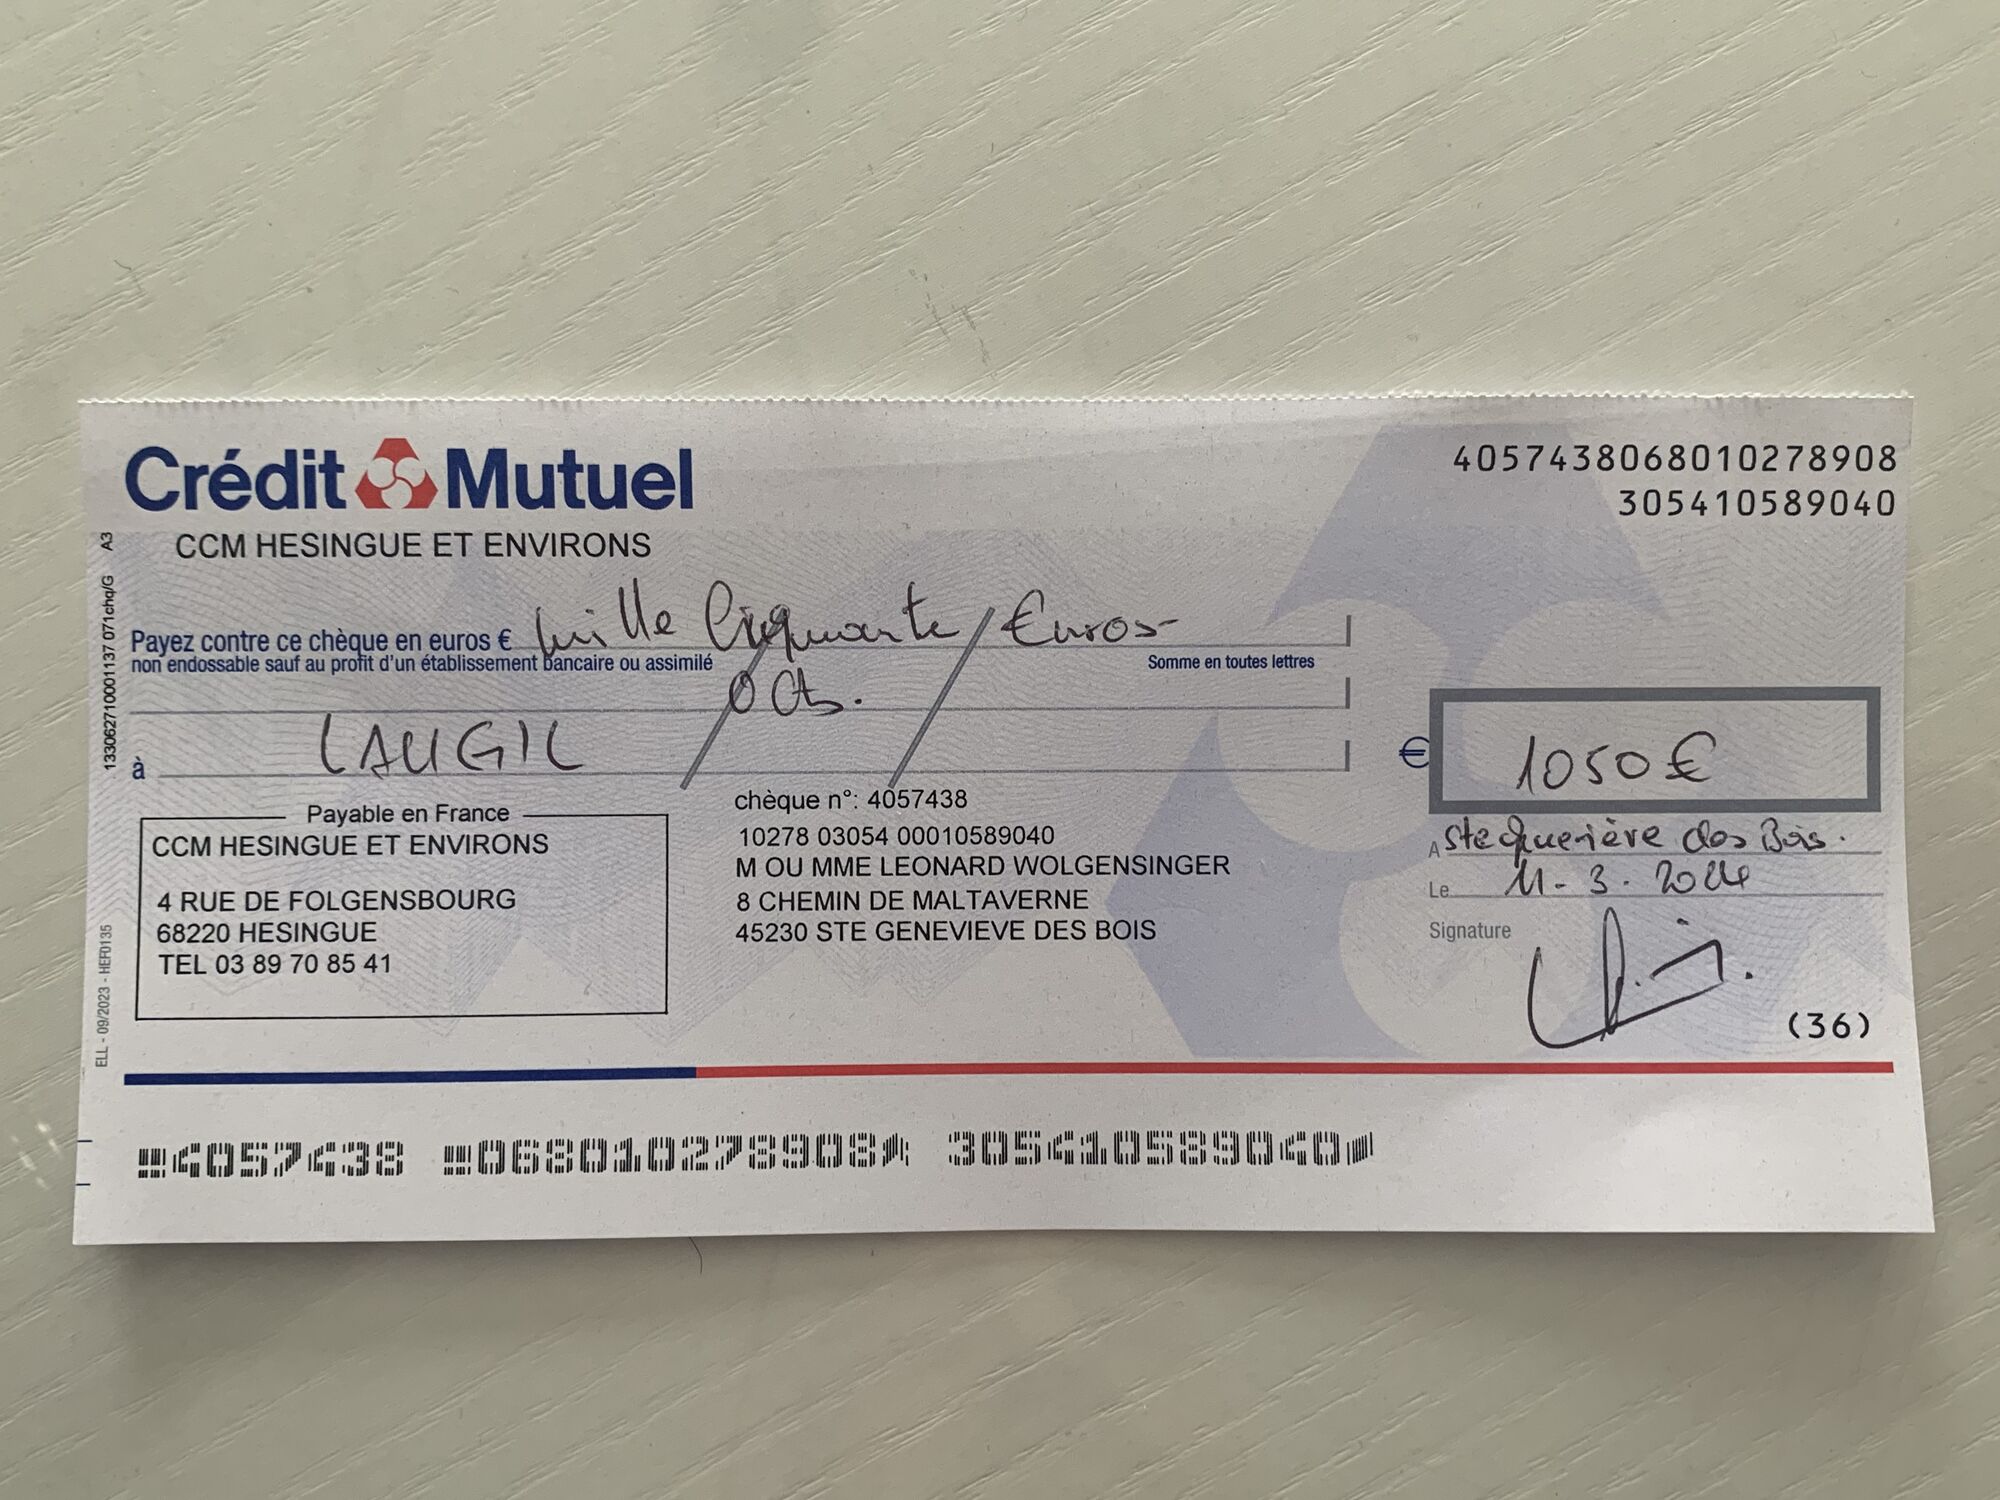 Crédit Mutuel
4057438068010278908
305410589040
CCM HESINGUE ET ENVIRONS
Payez contre ce chèque en euros € Mille Cinquante Euros
non endossable sauf au profit d'un établissement bancaire ou assimilé
Somme en toutes lettres
0 Cts.
à LAUGIL
€ 1050 €
Payable en France
CCM HESINGUE ET ENVIRONS
4 RUE DE FOLGENSBOURG
68220 HESINGUE
TEL 03 89 70 85 41
chèque n°: 4057438
10278 03054 00010589040
M OU MME LEONARD WOLGENSINGER
8 CHEMIN DE MALTAVERNE
45230 STE GENEVIEVE DES BOIS
A Ste des Bois.
Le 11-3.2024
Signature
(36)
4057438 068010278908 305410589040
133062710001137 071chq/G A3
ELL - 09/2023 - HEF0135